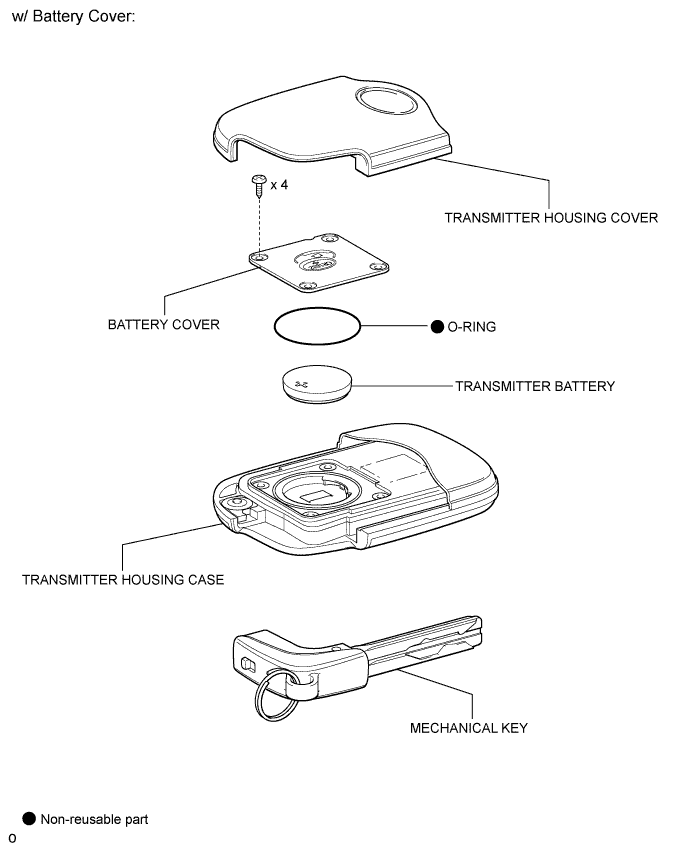 w/ Battery Cover:
x 4
TRANSMITTER HOUSING COVER
BATTERY COVER
● O-RING
TRANSMITTER BATTERY
TRANSMITTER HOUSING CASE
MECHANICAL KEY
● Non-reusable part
o